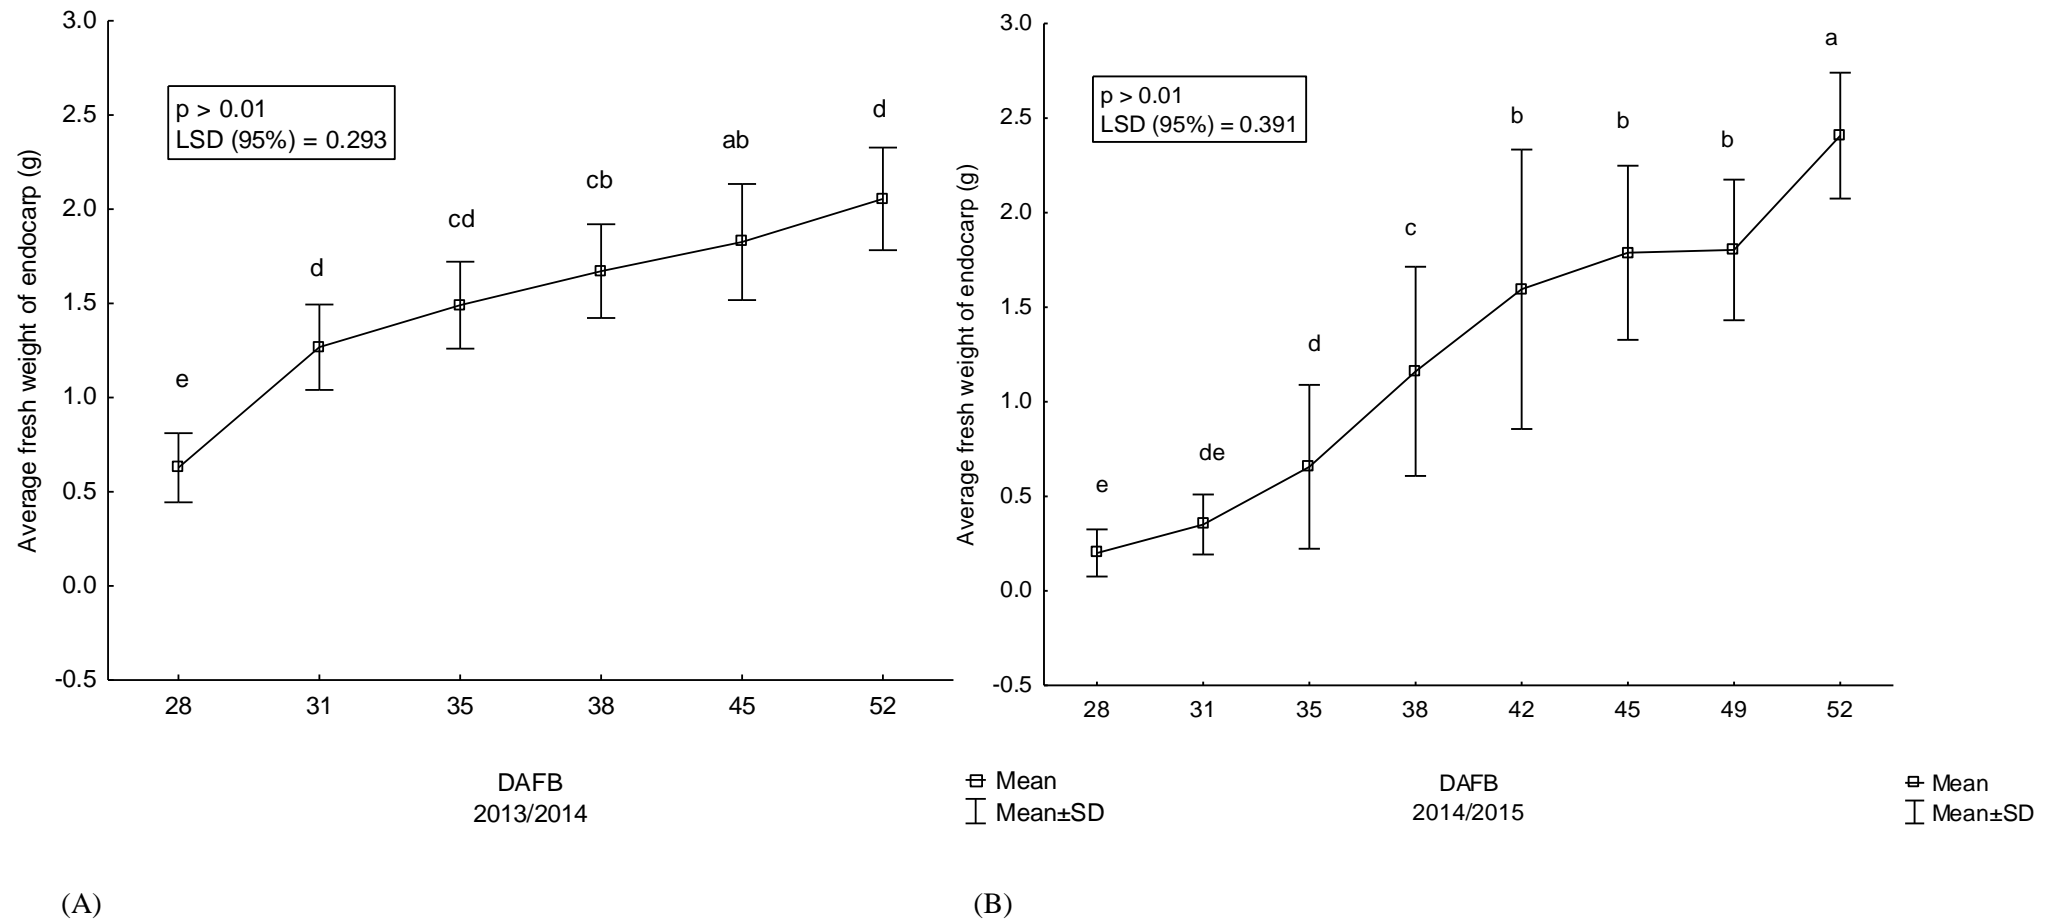 3.0
2.5
2.0
1.5
1.0
0.5
0.0
-0.5
Average fresh weight of endocarp (g)
p > 0.01
LSD (95%) = 0.293
e
d
cd
cb
ab
d
28 31 35 38 45 52
DAFB
2013/2014
Mean
Mean±SD
(A)
3.0
2.5
2.0
1.5
1.0
0.5
0.0
-0.5
Average fresh weight of endocarp (g)
p > 0.01
LSD (95%) = 0.391
e
de
d
c
b
b
b
a
28 31 35 38 42 45 49 52
DAFB
2014/2015
Mean
Mean±SD
(B)